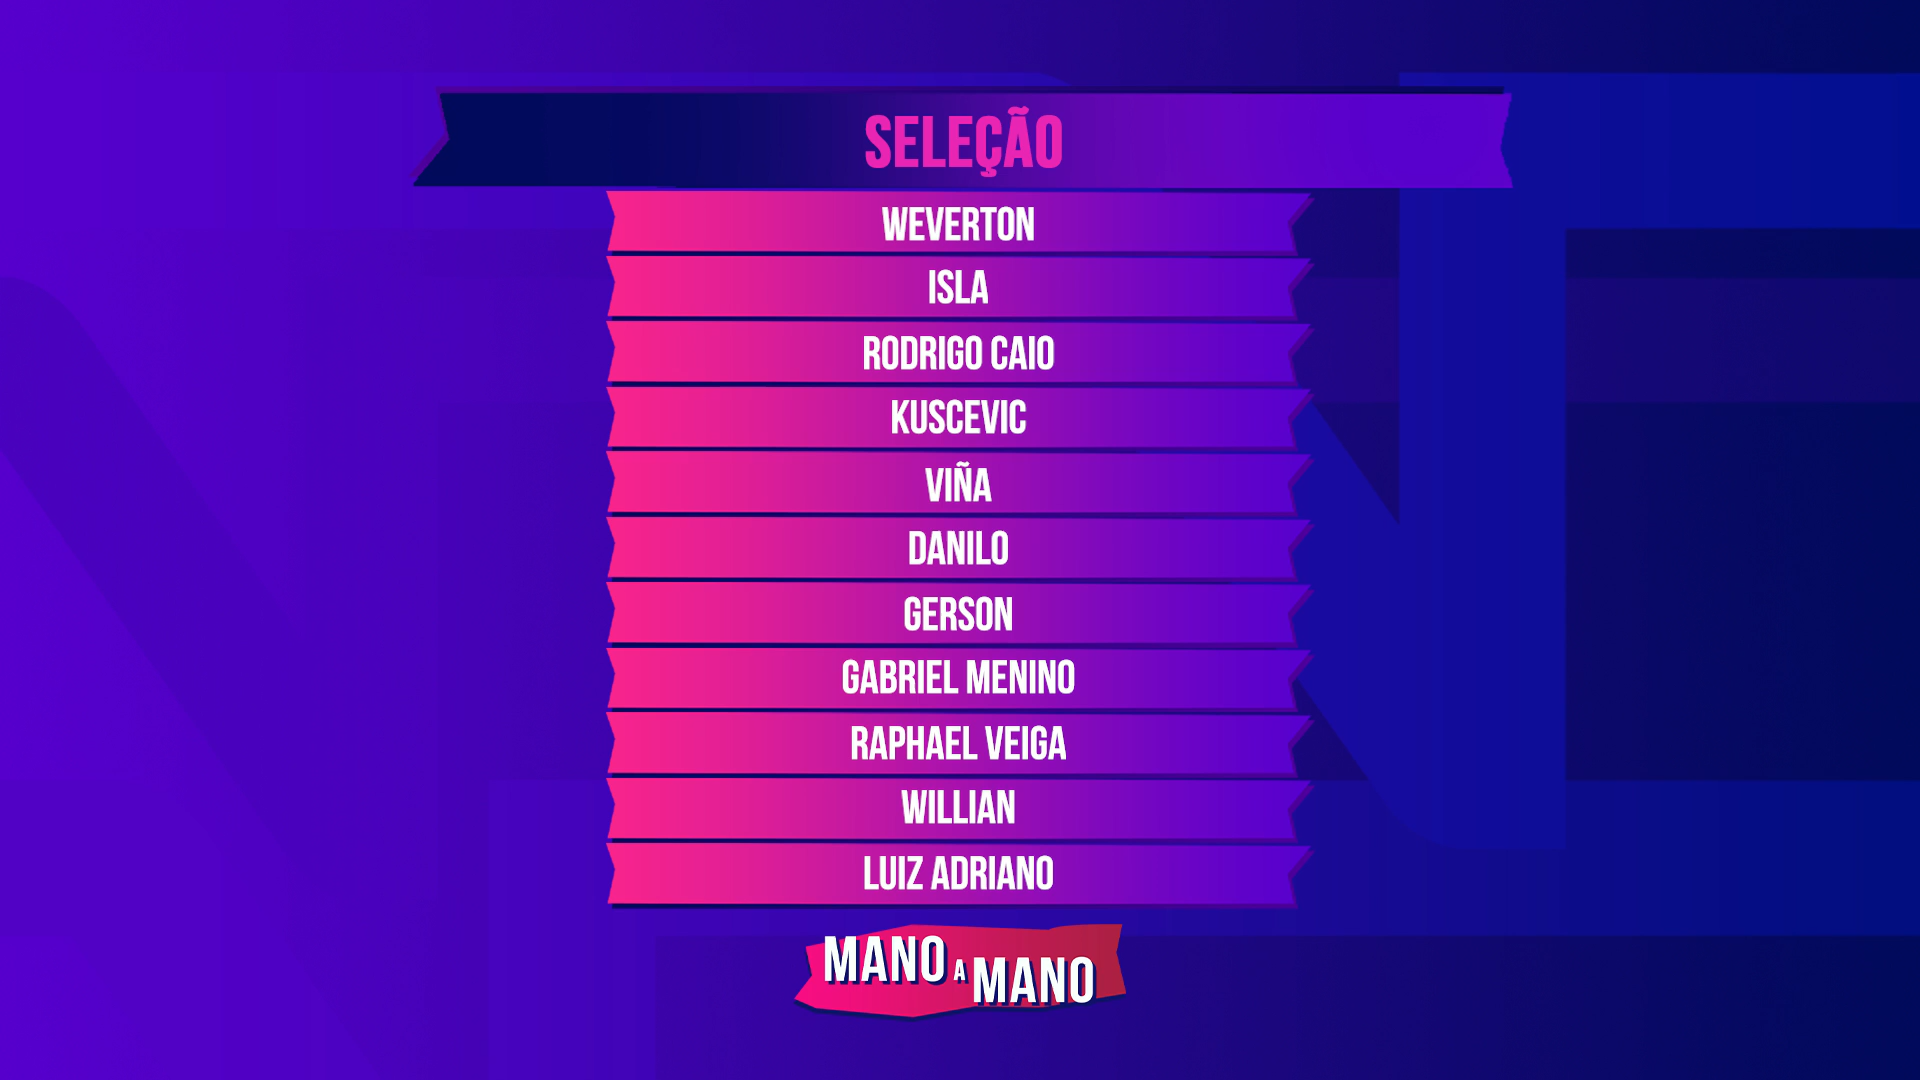 SELEÇÃO
WEVERTON
ISLA
RODRIGO CAIO
KUSCEVIC
VIÑA
DANILO
GERSON
GABRIEL MENINO
RAPHAEL VEIGA
WILLIAN
LUIZ ADRIANO
MANO A MANO